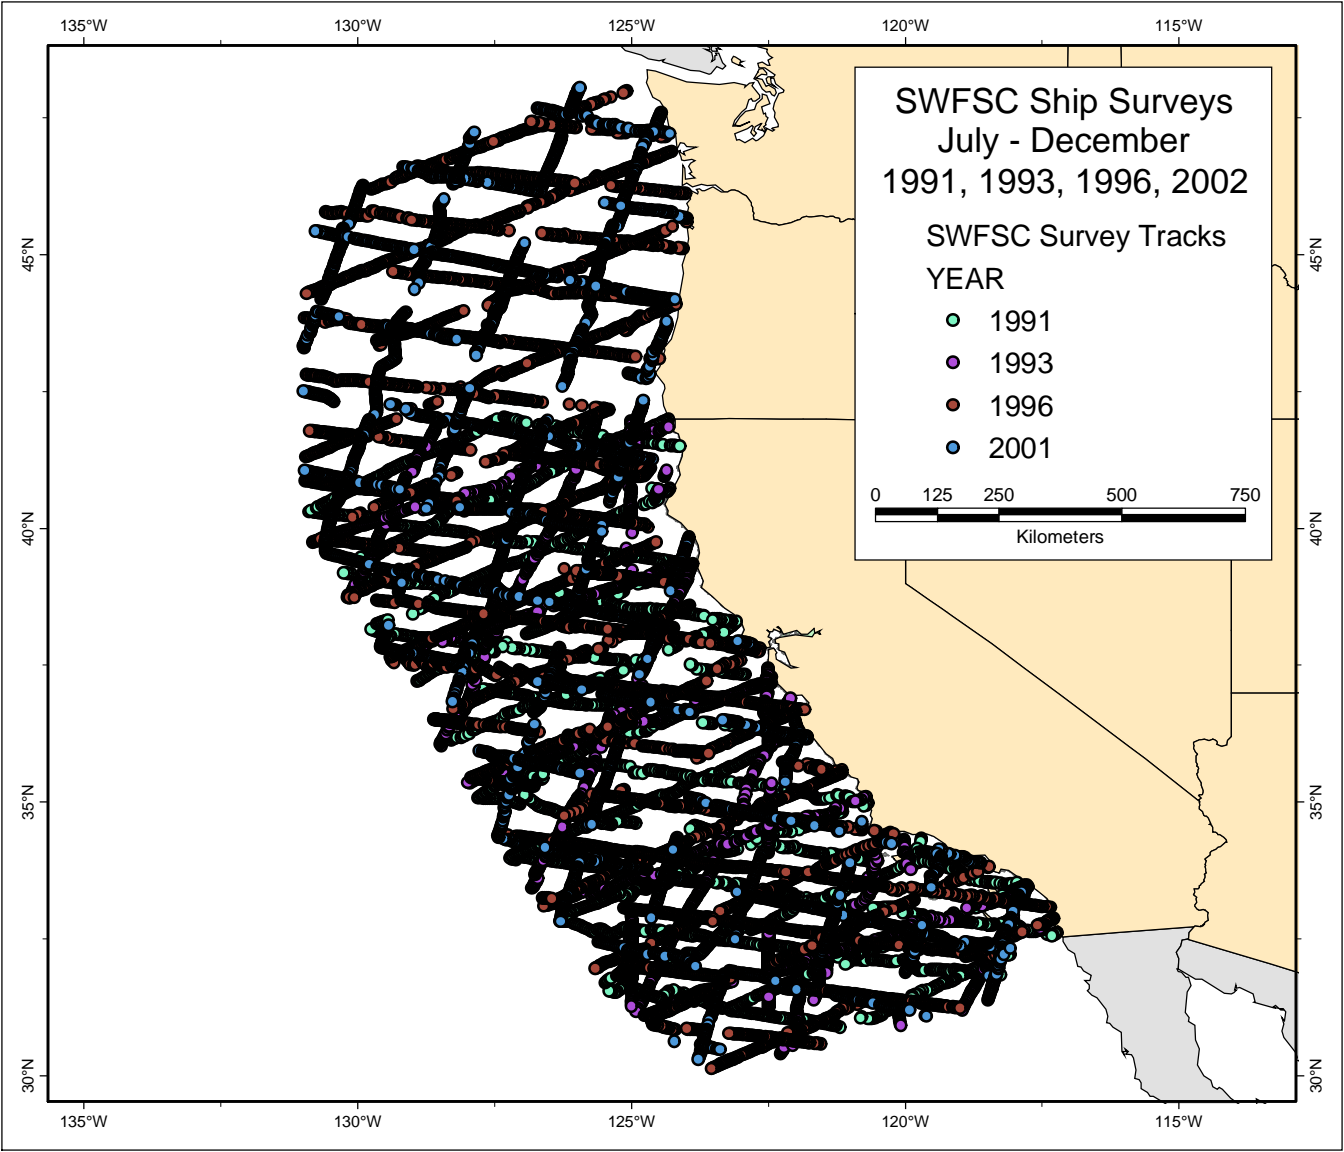 135°W 130°W 125°W 120°W 115°W
SWFSC Ship Surveys
July - December
1991, 1993, 1996, 2002
SWFSC Survey Tracks
YEAR
1991
1993
1996
2001
0 125 250 500 750
Kilometers
45°N 45°N
40°N 40°N
35°N 35°N
30°N 30°N
135°W 130°W 125°W 120°W 115°W